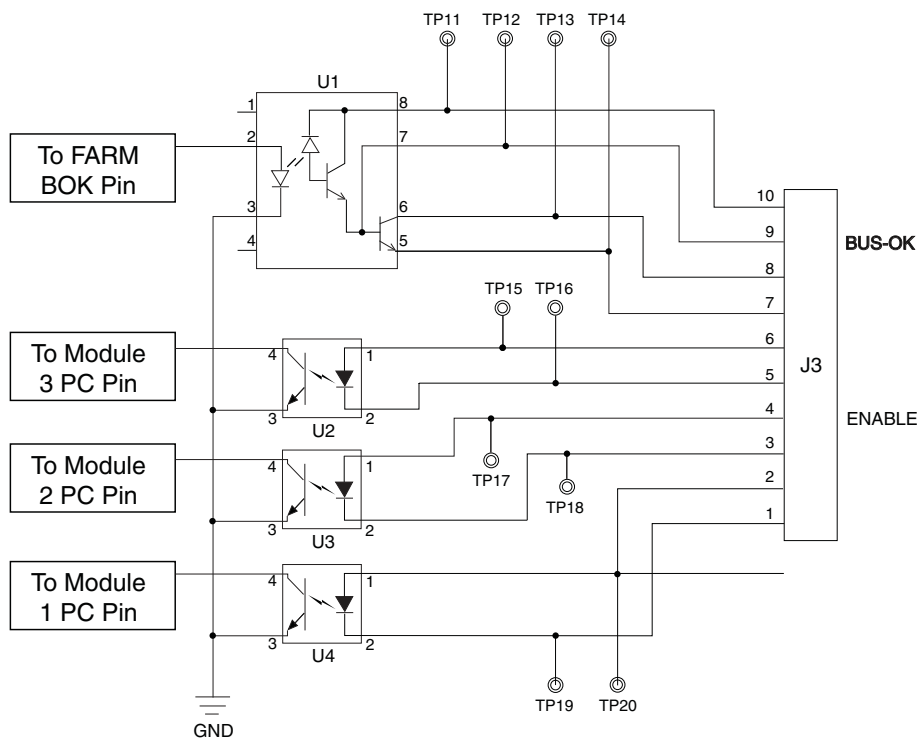 TP11 TP12 TP13 TP14
U1
1 8
2 7
To FARM
BOK Pin
3 6
4 5
10
9 BUS-OK
8
7
TP15 TP16
To Module
3 PC Pin
4 1 6
3 2 5
U2
J3
4 ENABLE
To Module
2 PC Pin
4 1 3
TP17 TP18
3 2 2
U3
1
To Module
1 PC Pin
4 1
3 2
U4
TP19 TP20
GND